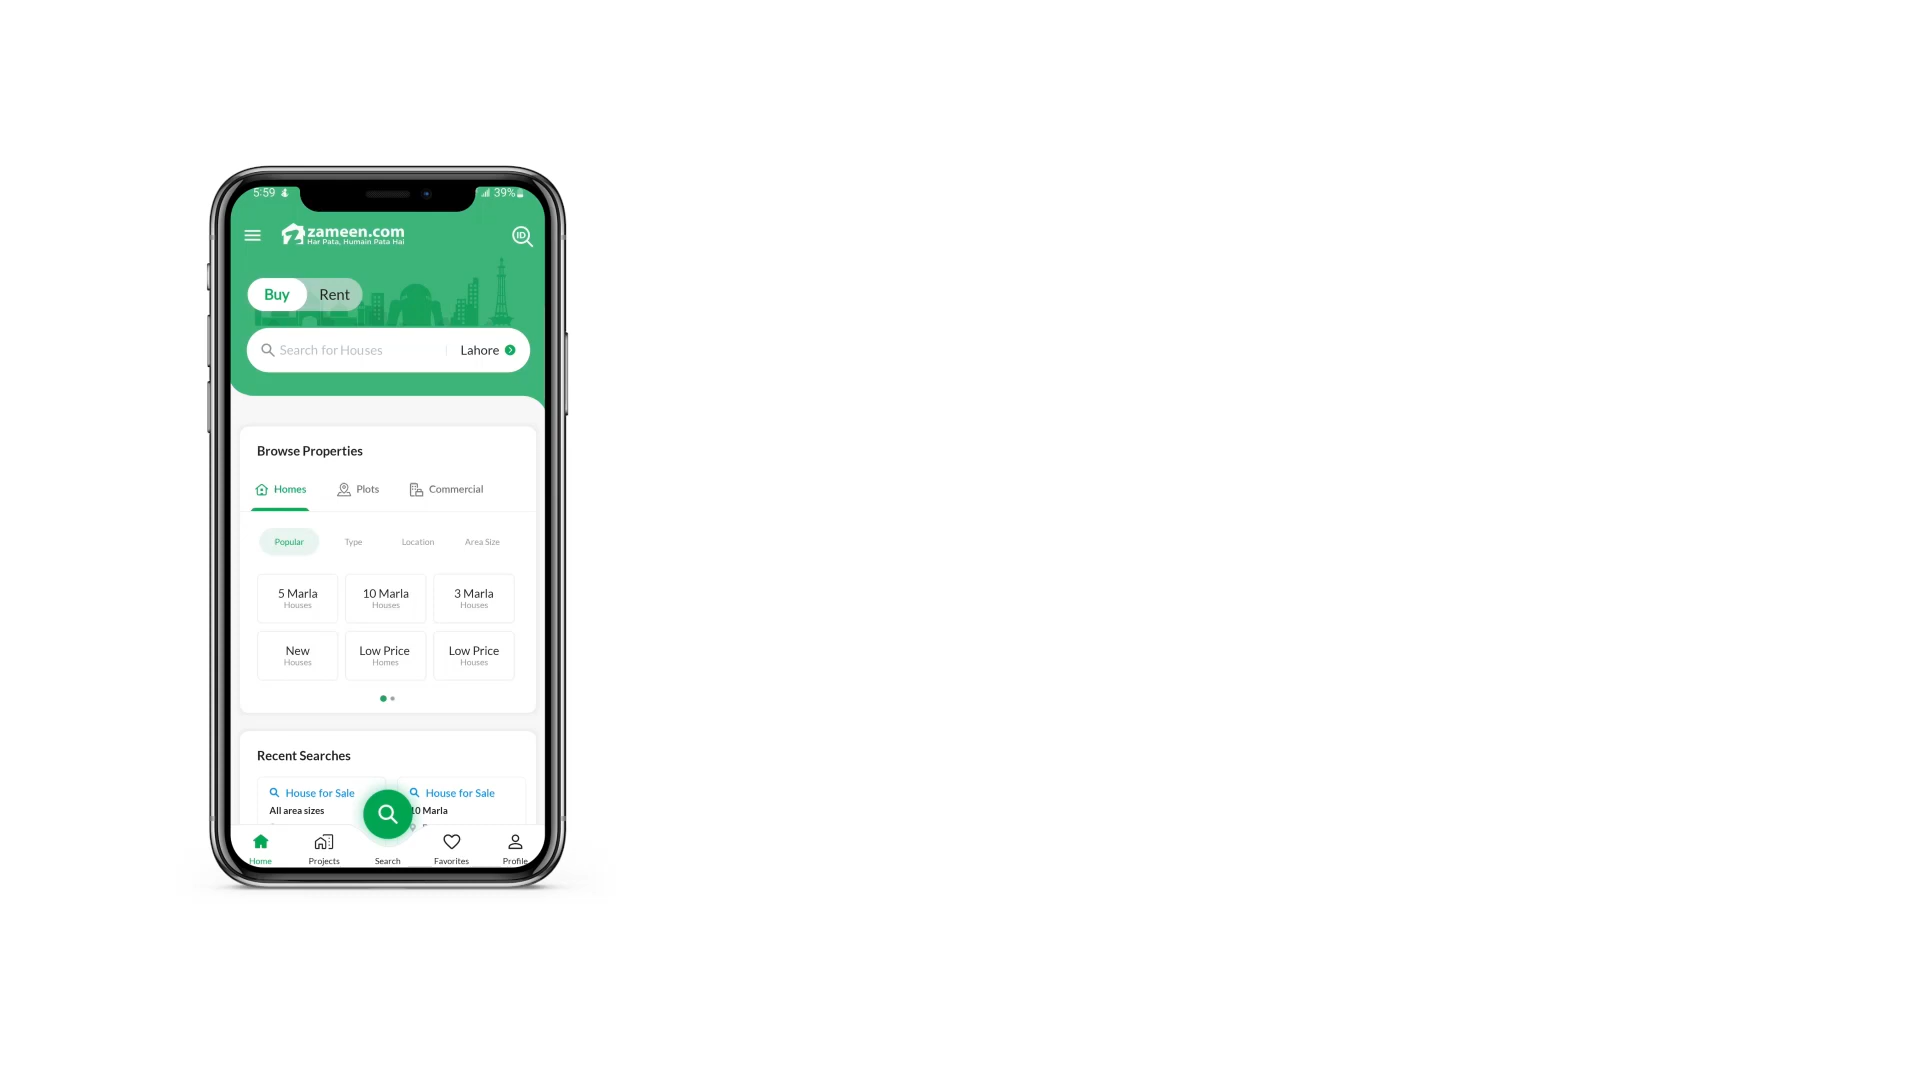 5:59 39%
zameen.com
Har Pata, Humain Pata Hai
ID
Buy Rent
Search for Houses Lahore
Browse Properties
Homes Plots Commercial
Popular Type Location Area Size
5 Marla 10 Marla 3 Marla
Houses Houses Houses
New Low Price Low Price
Houses Homes Houses
Recent Searches
House for Sale House for Sale
All area sizes 10 Marla
Home Projects Search Favorites Profile